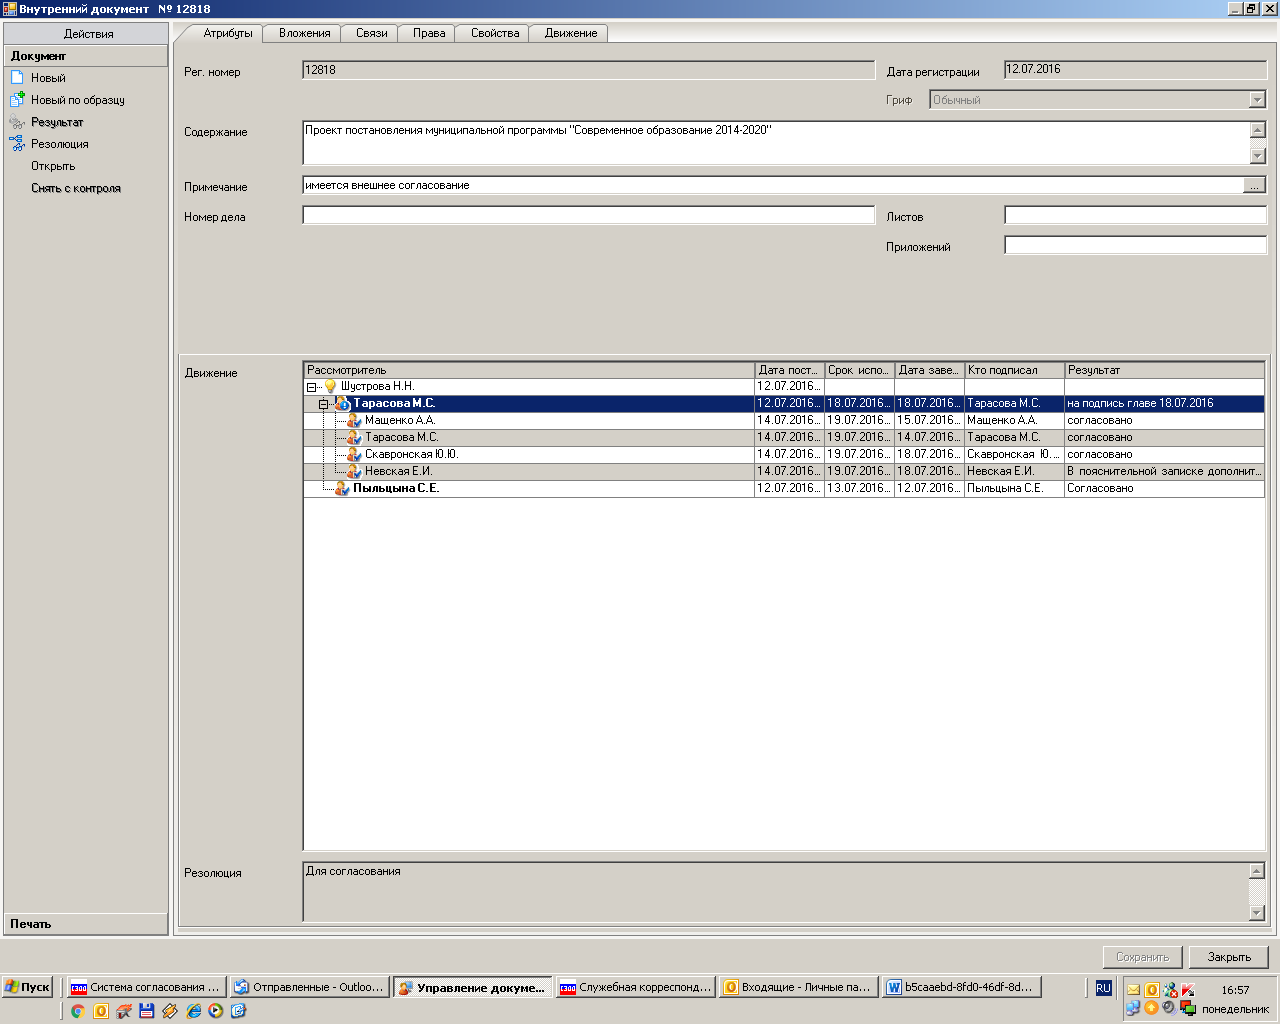 Внутренний документ № 12818
Действия
Документ
Новый
Новый по образцу
Результат
Резолюция
Открыть
Снять с контроля
Печать
Атрибуты Вложения Связи Права Свойства Движение
Рег. номер 12818 Дата регистрации 12.07.2016
Гриф Обычный
Содержание Проект постановления муниципальной программы "Современное образование 2014-2020"
Примечание имеется внешнее согласование ...
Номер дела Листов
Приложений
Движение
Рассмотритель Дата пост... Срок испо... Дата заве... Кто подписал Результат
Шустрова Н.Н. 12.07.2016...
Тарасова М.С. 12.07.2016... 18.07.2016... 18.07.2016... Тарасова М.С. на подпись главе 18.07.2016
Мащенко А.А. 14.07.2016... 19.07.2016... 15.07.2016... Мащенко А.А. согласовано
Тарасова М.С. 14.07.2016... 19.07.2016... 14.07.2016... Тарасова М.С. согласовано
Скавронская Ю.Ю. 14.07.2016... 19.07.2016... 18.07.2016... Скавронская Ю.... согласовано
Невская Е.И. 14.07.2016... 19.07.2016... 18.07.2016... Невская Е.И. В пояснительной записке дополнит...
Пыльцына С.Е. 12.07.2016... 13.07.2016... 12.07.2016... Пыльцына С.Е. Согласовано
Резолюция Для согласования
Сохранить Закрыть
Пуск Система согласования ... Отправленные - Outloo... Управление докуме... Служебная корреспонд... Входящие - Личные па... b5caaebd-8fd0-46df-8d... RU 16:57
понедельник